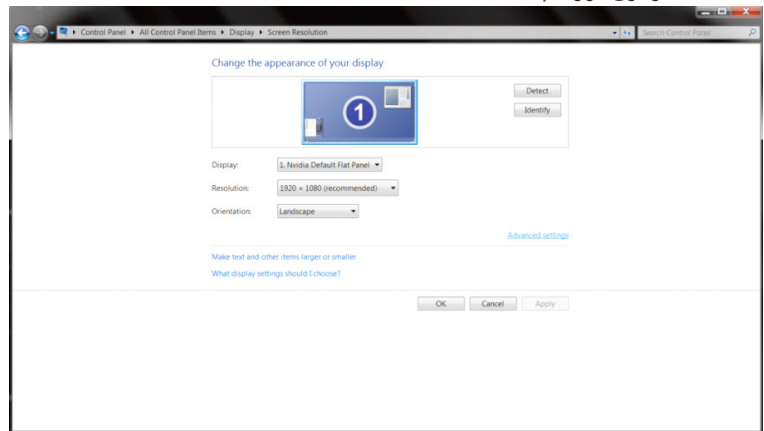 Control Panel ▸ All Control Panel Items ▸ Display ▸ Screen Resolution
Search Control Panel
Change the appearance of your display
1
Detect
Identify
Display: 1. Nvidia Default Flat Panel
Resolution: 1920 × 1080 (recommended)
Orientation: Landscape
Advanced settings
Make text and other items larger or smaller
What display settings should I choose?
OK Cancel Apply